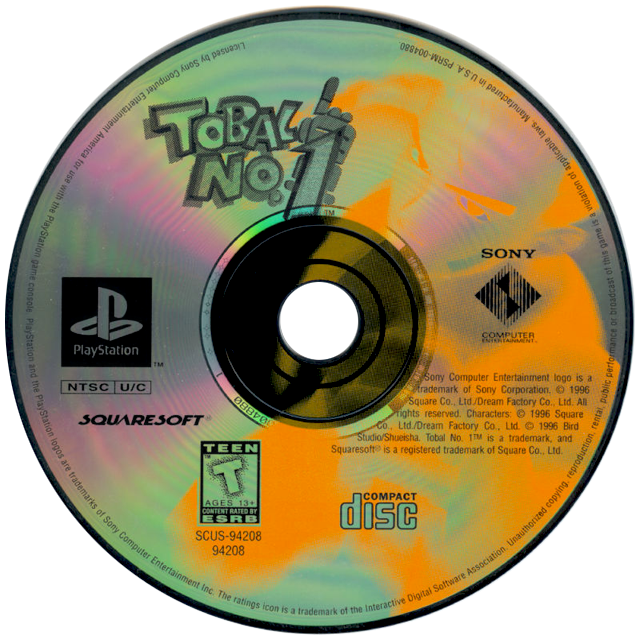 Licensed by Sony Computer Entertainment America for use with the PlayStation game console. PlayStation and the PlayStation logos are trademarks of Sony Computer Entertainment Inc. The ratings icon is a trademark of the Interactive Digital Software Association. Unauthorized copying, reproduction, rental, public performance or broadcast of this game is a violation of applicable laws. Manufactured in U.S.A. PSRM-004880.
TOBAL
NO.1
™
SONY
COMPUTER
ENTERTAINMENT™
PlayStation
™
NTSC U/C
SQUARESOFT®
Sony Computer Entertainment logo is a
trademark of Sony Corporation. © 1996
Square Co., Ltd./Dream Factory Co., Ltd. All
rights reserved. Characters: © 1996 Square
Co., Ltd./Dream Factory Co., Ltd. © 1996 Bird
Studio/Shueisha. Tobal No. 1™ is a trademark, and
Squaresoft® is a registered trademark of Square Co., Ltd.
TEEN
T
AGES 13+
CONTENT RATED BY
ESRB
SCUS-94208
94208
COMPACT
disc